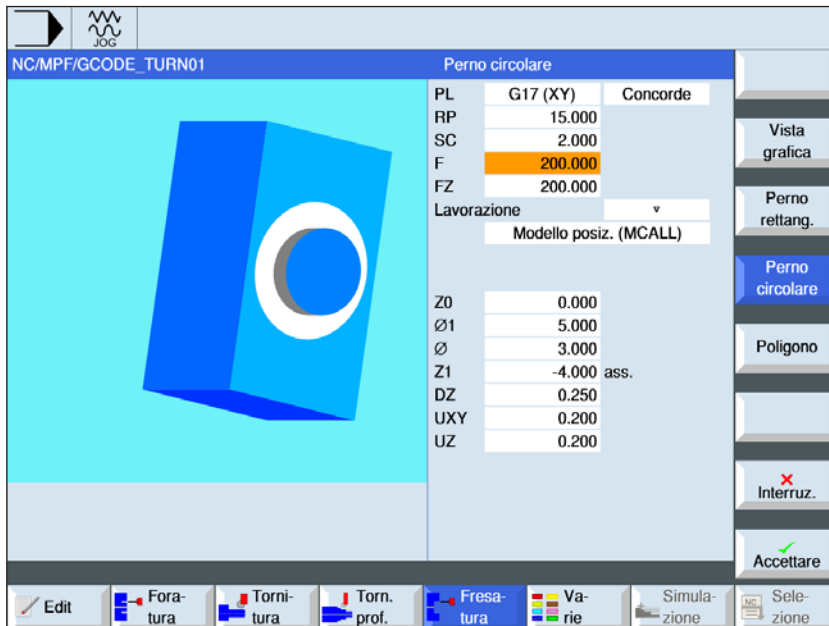 JOG
NC/MPF/GCODE_TURN01
Perno circolare
PL G17 (XY) Concorde
RP 15.000
SC 2.000
F 200.000
FZ 200.000
Lavorazione ▿
Modello posiz. (MCALL)
Z0 0.000
Ø1 5.000
Ø 3.000
Z1 -4.000 ass.
DZ 0.250
UXY 0.200
UZ 0.200
Vista
grafica
Perno
rettang.
Perno
circolare
Poligono
Interruz.
Accettare
Edit
Fora-
tura
Torni-
tura
Torn.
prof.
Fresa-
tura
Va-
rie
Simula-
zione
NC
Sele-
zione